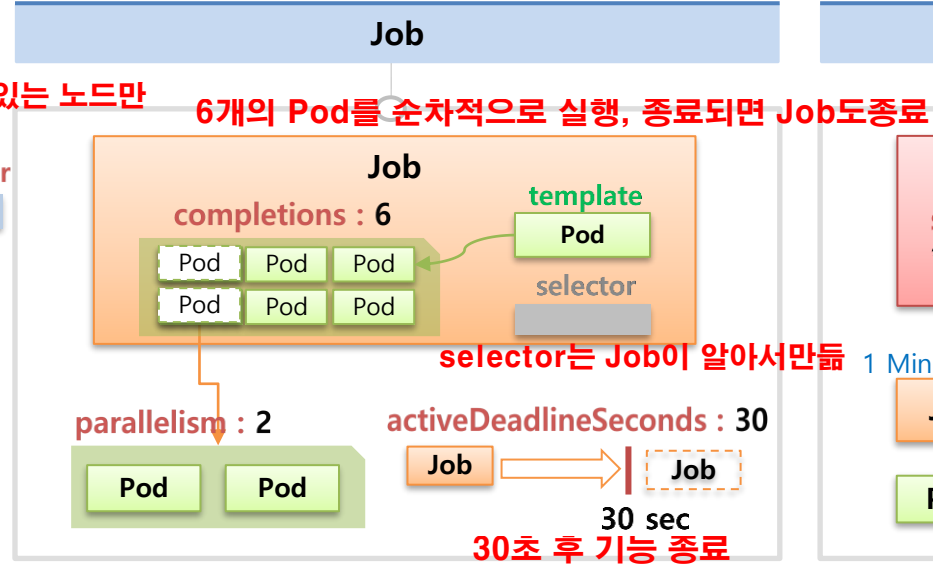 Job
있는 노드만
6개의 Pod를 순차적으로 실행, 종료되면 Job도종료
r
Job
completions : 6
template
Pod
Pod Pod Pod
Pod Pod Pod
selector
selector는 Job이 알아서만듦
1 Min
parallelism : 2
activeDeadlineSeconds : 30
Pod Pod
Job
Job
30 sec
30초 후 기능 종료